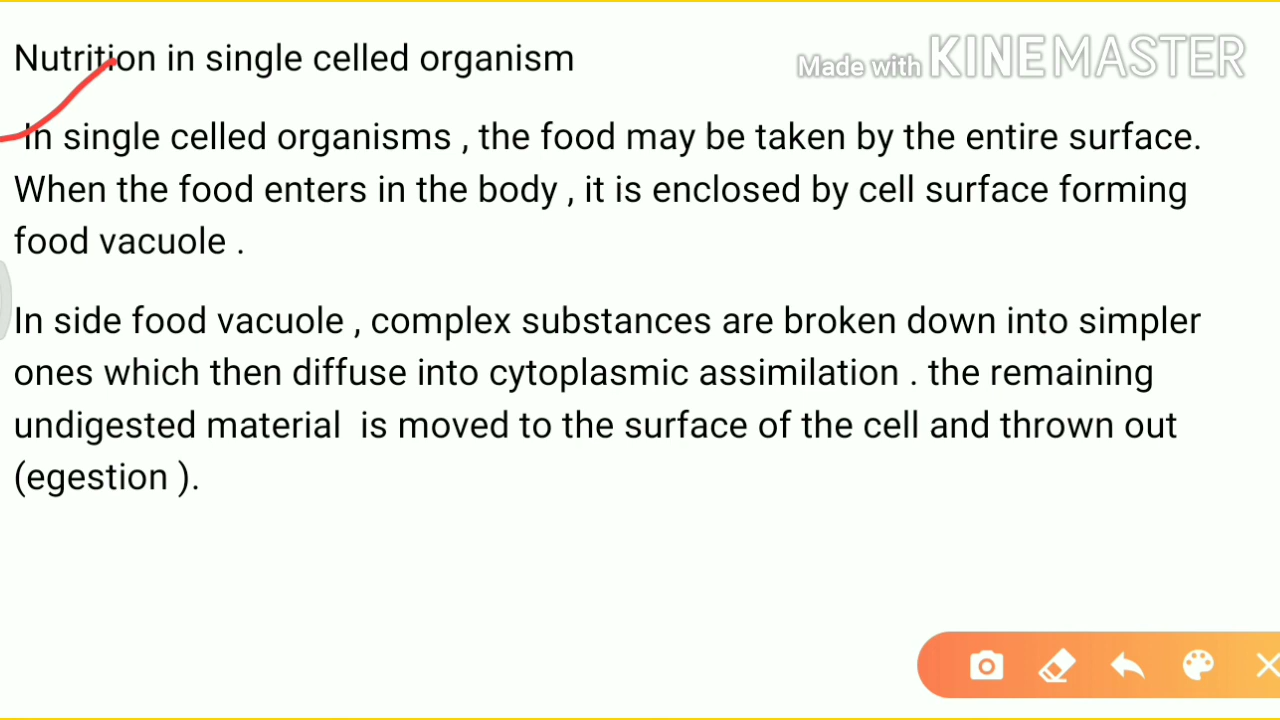 Nutrition in single celled organism
Made with KINEMASTER
In single celled organisms , the food may be taken by the entire surface.
When the food enters in the body , it is enclosed by cell surface forming
food vacuole .
In side food vacuole , complex substances are broken down into simpler
ones which then diffuse into cytoplasmic assimilation . the remaining
undigested material  is moved to the surface of the cell and thrown out
(egestion ).